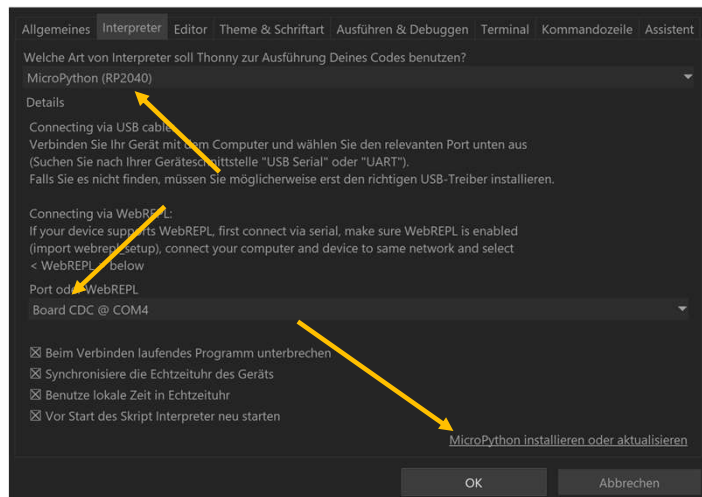 Allgemeines Interpreter Editor Theme & Schriftart Ausführen & Debuggen Terminal Kommandozeile Assistent
Welche Art von Interpreter soll Thonny zur Ausführung Deines Codes benutzen?
MicroPython (RP2040)
Details
Connecting via USB cable
Verbinden Sie Ihr Gerät mit dem Computer und wählen Sie den relevanten Port unten aus
(Suchen Sie nach Ihrer Geräteschnittstelle "USB Serial" oder "UART").
Falls Sie es nicht finden, müssen Sie möglicherweise erst den richtigen USB-Treiber installieren.
Connecting via WebREPL:
If your device supports WebREPL, first connect via serial, make sure WebREPL is enabled
(import webrepl_setup), connect your computer and device to same network and select
< WebREPL > below
Port oder WebREPL
Board CDC @ COM4
Beim Verbinden laufendes Programm unterbrechen
Synchronisiere die Echtzeituhr des Geräts
Benutze lokale Zeit in Echtzeituhr
Vor Start des Skript Interpreter neu starten
MicroPython installieren oder aktualisieren
OK Abbrechen